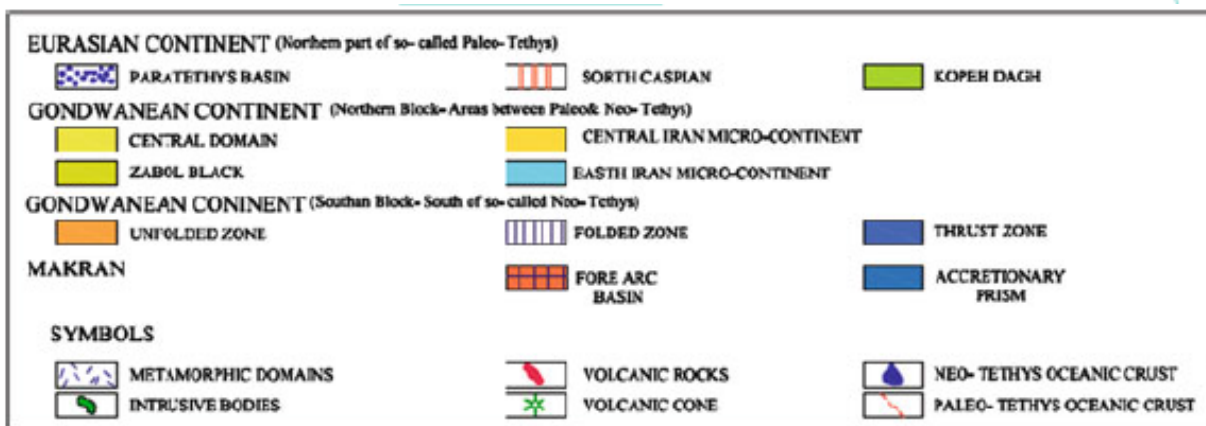 EURASIAN CONTINENT (Northern part of so- called Paleo- Tethys)
PARATETHYS BASIN SORTH CASPIAN KOPEH DAGH
GONDWANEAN CONTINENT (Northern Block- Areas between Paleo& Neo- Tethys)
CENTRAL DOMAIN CENTRAL IRAN MICRO-CONTINENT
ZABOL BLACK EASTH IRAN MICRO-CONTINENT
GONDWANEAN CONINENT (Southan Block- South of so- called Neo- Tethys)
UNFOLDED ZONE FOLDED ZONE THRUST ZONE
MAKRAN FORE ARC ACCRETIONARY
BASIN PRISM
SYMBOLS
METAMORPHIC DOMAINS VOLCANIC ROCKS NEO- TETHYS OCEANIC CRUST
INTRUSIVE BODIES VOLCANIC CONE PALEO- TETHYS OCEANIC CRUST